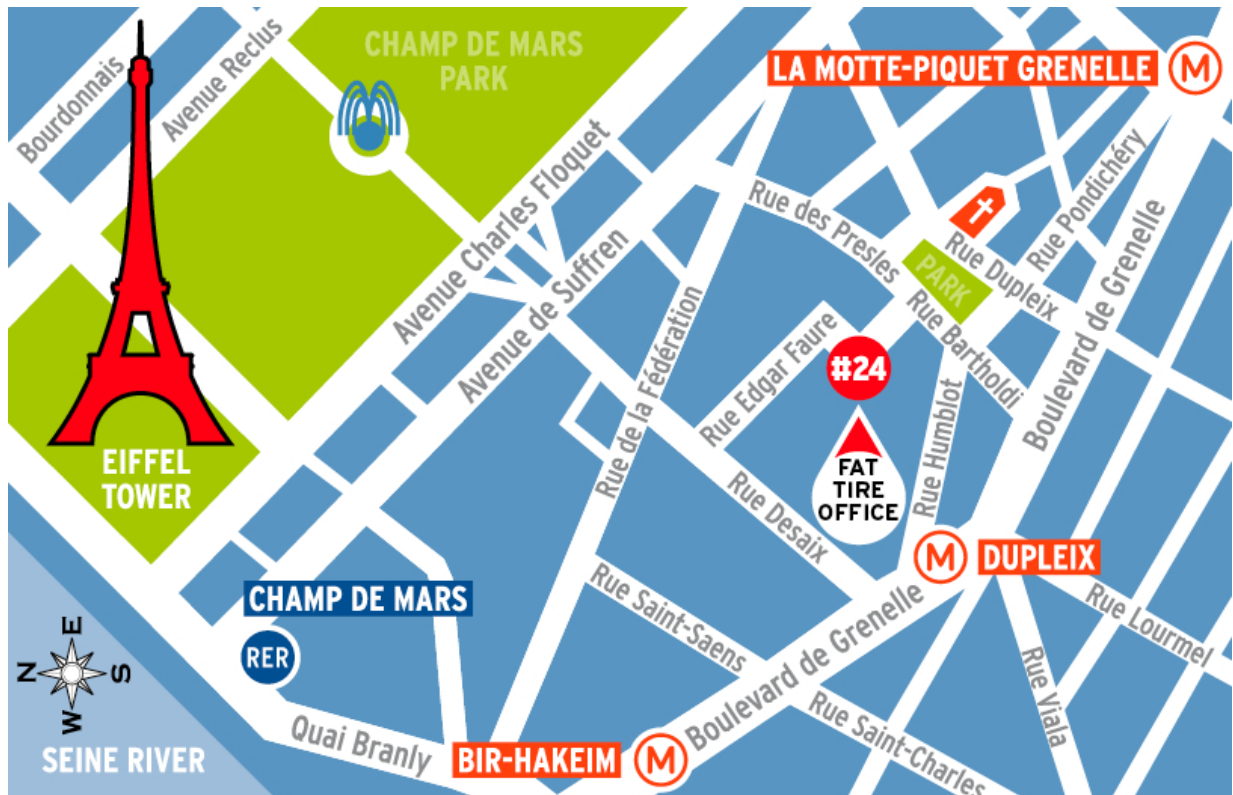 Bourdonnais
Avenue Reclus
CHAMP DE MARS
PARK
LA MOTTE-PIQUET GRENELLE
M
Avenue Charles Floquet
Avenue de Suffren
Rue des Presles
Rue Pondichéry
PARK
Rue Dupleix
Boulevard de Grenelle
Rue Bartholdi
Rue de la Fédération
Rue Edgar Faure
#24
Rue Humblot
FAT
TIRE
OFFICE
EIFFEL
TOWER
Rue Desaix
M
DUPLEIX
CHAMP DE MARS
RER
Rue Saint-Saens
Boulevard de Grenelle
Rue Lourmel
Rue Viala
Rue Saint-Charles
N
E
S
W
SEINE RIVER
Quai Branly
BIR-HAKEIM
M